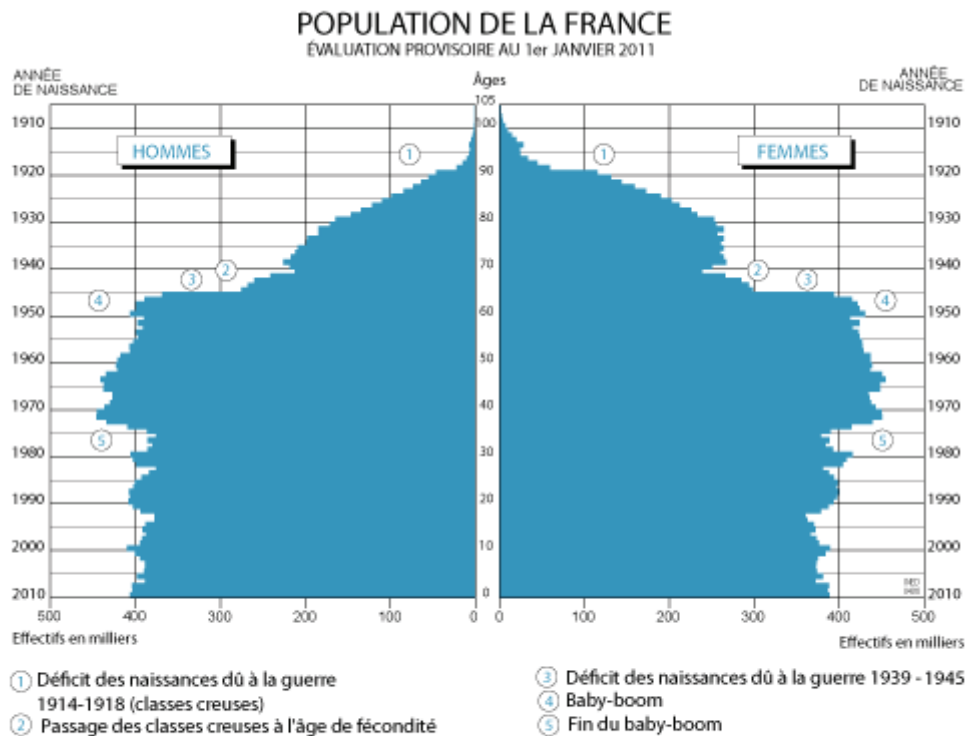 POPULATION DE LA FRANCE
ÉVALUATION PROVISOIRE AU 1er JANVIER 2011
ANNÉE
DE NAISSANCE
Âges
ANNÉE
DE NAISSANCE
HOMMES
FEMMES
1910
1920
1930
1940
1950
1960
1970
1980
1990
2000
2010
105
100
90
80
70
60
50
40
30
20
10
0
1910
1920
1930
1940
1950
1960
1970
1980
1990
2000
2010
1
2
3
4
5
1
2
3
4
5
500 400 300 200 100 0
0 100 200 300 400 500
Effectifs en milliers
Effectifs en milliers
1 Déficit des naissances dû à la guerre
1914-1918 (classes creuses)
2 Passage des classes creuses à l'âge de fécondité
3 Déficit des naissances dû à la guerre 1939 - 1945
4 Baby-boom
5 Fin du baby-boom